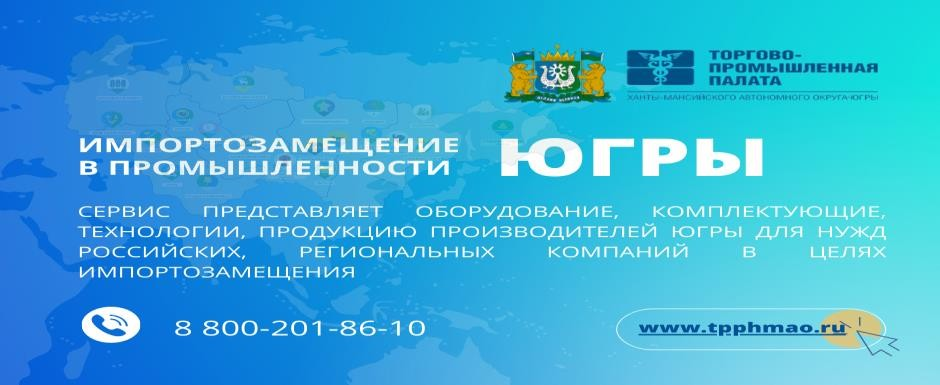 ТОРГОВО-
ПРОМЫШЛЕННАЯ
ПАЛАТА
ХАНТЫ-МАНСИЙСКОГО АВТОНОМНОГО ОКРУГА-ЮГРЫ
ИМПОРТОЗАМЕЩЕНИЕ
В ПРОМЫШЛЕННОСТИ
ЮГРЫ
СЕРВИС ПРЕДСТАВЛЯЕТ ОБОРУДОВАНИЕ, КОМПЛЕКТУЮЩИЕ,
ТЕХНОЛОГИИ, ПРОДУКЦИЮ ПРОИЗВОДИТЕЛЕЙ ЮГРЫ ДЛЯ НУЖД
РОССИЙСКИХ, РЕГИОНАЛЬНЫХ КОМПАНИЙ В ЦЕЛЯХ
ИМПОРТОЗАМЕЩЕНИЯ
8 800-201-86-10
www.tpphmao.ru